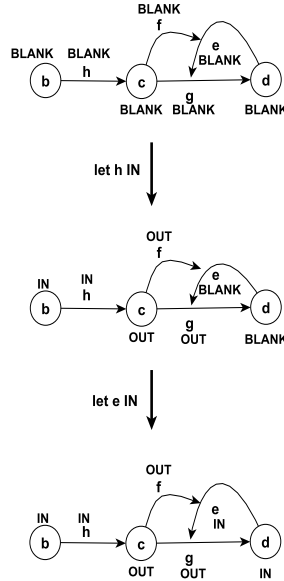 BLANK
BLANK BLANK f e
h BLANK
b c d
g
BLANK BLANK BLANK
let h IN
OUT
IN IN f e
h BLANK
b c d
g
OUT OUT BLANK
let e IN
OUT
IN IN f e
h IN
b c d
g
OUT OUT IN